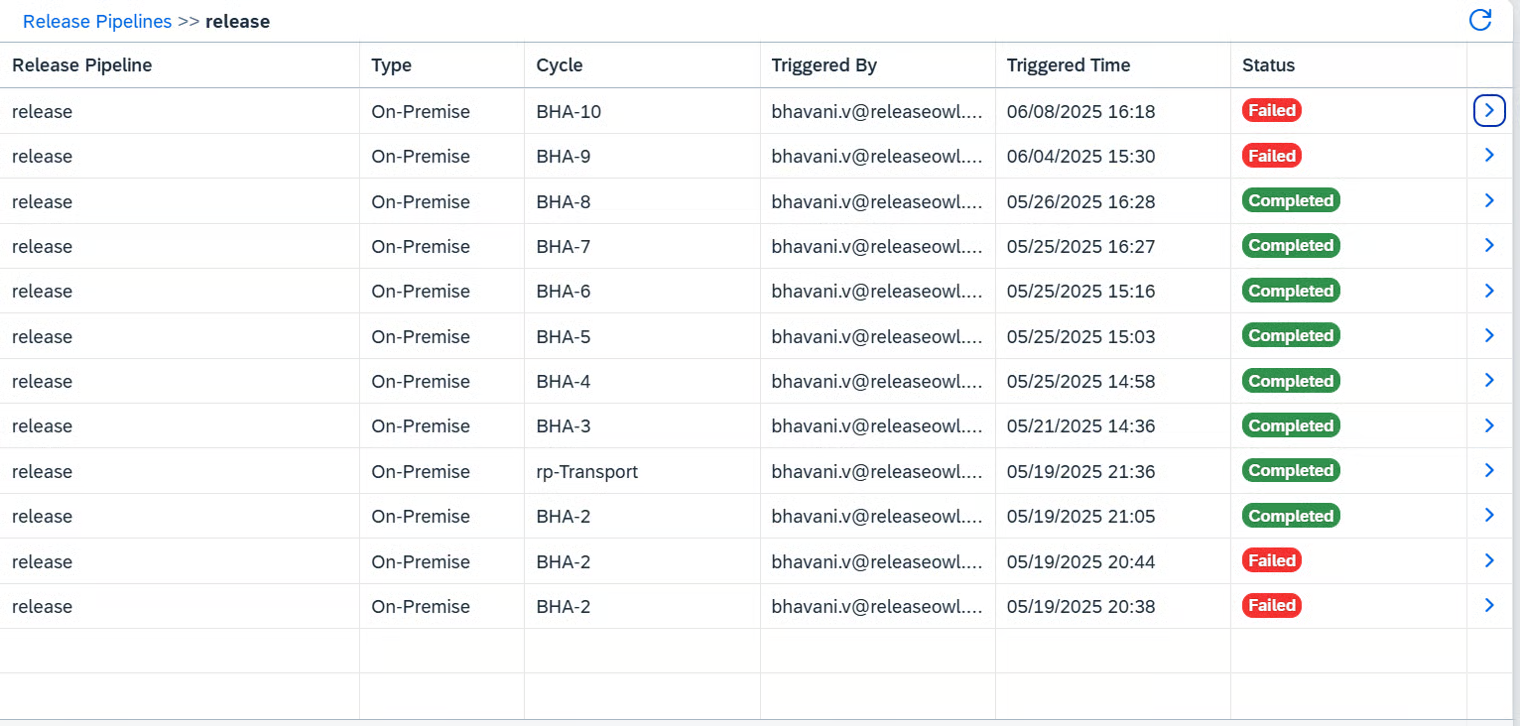 Release Pipelines >> release
Release Pipeline Type Cycle Triggered By Triggered Time Status
release On-Premise BHA-10 bhavani.v@releaseowl.... 06/08/2025 16:18 Failed
release On-Premise BHA-9 bhavani.v@releaseowl.... 06/04/2025 15:30 Failed
release On-Premise BHA-8 bhavani.v@releaseowl.... 05/26/2025 16:28 Completed
release On-Premise BHA-7 bhavani.v@releaseowl.... 05/25/2025 16:27 Completed
release On-Premise BHA-6 bhavani.v@releaseowl.... 05/25/2025 15:16 Completed
release On-Premise BHA-5 bhavani.v@releaseowl.... 05/25/2025 15:03 Completed
release On-Premise BHA-4 bhavani.v@releaseowl.... 05/25/2025 14:58 Completed
release On-Premise BHA-3 bhavani.v@releaseowl.... 05/21/2025 14:36 Completed
release On-Premise rp-Transport bhavani.v@releaseowl.... 05/19/2025 21:36 Completed
release On-Premise BHA-2 bhavani.v@releaseowl.... 05/19/2025 21:05 Completed
release On-Premise BHA-2 bhavani.v@releaseowl.... 05/19/2025 20:44 Failed
release On-Premise BHA-2 bhavani.v@releaseowl.... 05/19/2025 20:38 Failed